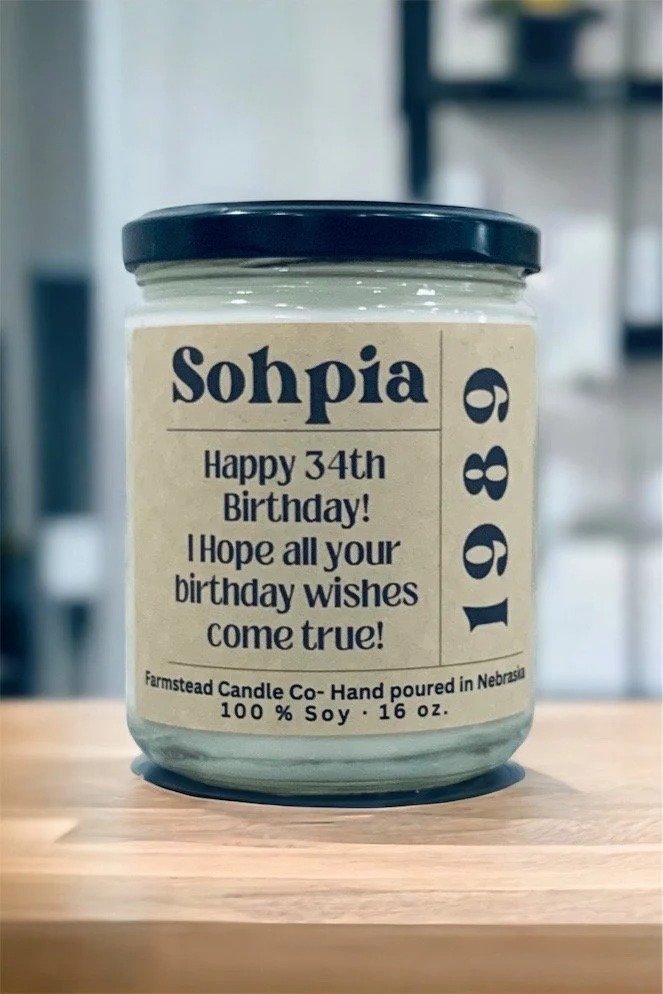 Sohpia
Happy 34th
Birthday!
I Hope all your
birthday wishes
come true!
1989
Farmstead Candle Co- Hand poured in Nebraska
100 % Soy · 16 oz.